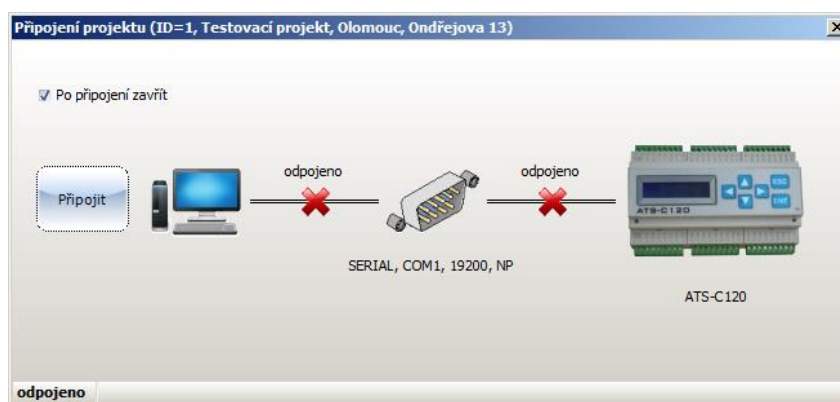 Připojení projektu (ID=1, Testovací projekt, Olomouc, Ondřejova 13)
Po připojení zavřít
odpojeno
odpojeno
Připojit
ESC
ENT
ATS-C120
SERIAL, COM1, 19200, NP
ATS-C120
odpojeno